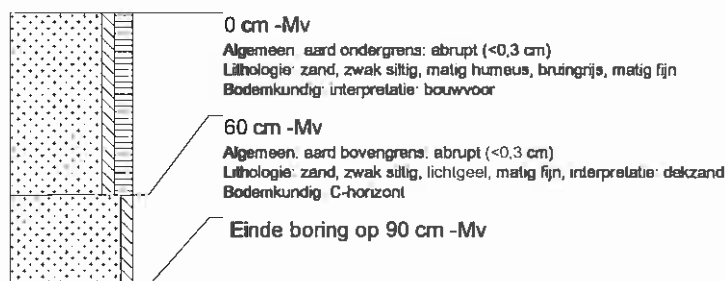 0 cm -Mv
Algemeen: aard ondergrens: abrupt (<0,3 cm)
Lithologie: zand, zwak siltig, matig humeus, bruingrijs, matig fijn
Bodemkundig: interpretatie: bouwvoor
60 cm -Mv
Algemeen: aard bovengrens: abrupt (<0,3 cm)
Lithologie: zand, zwak siltig, lichtgeel, matig fijn, interpretatie: dekzand
Bodemkundig: C-horizont
Einde boring op 90 cm -Mv